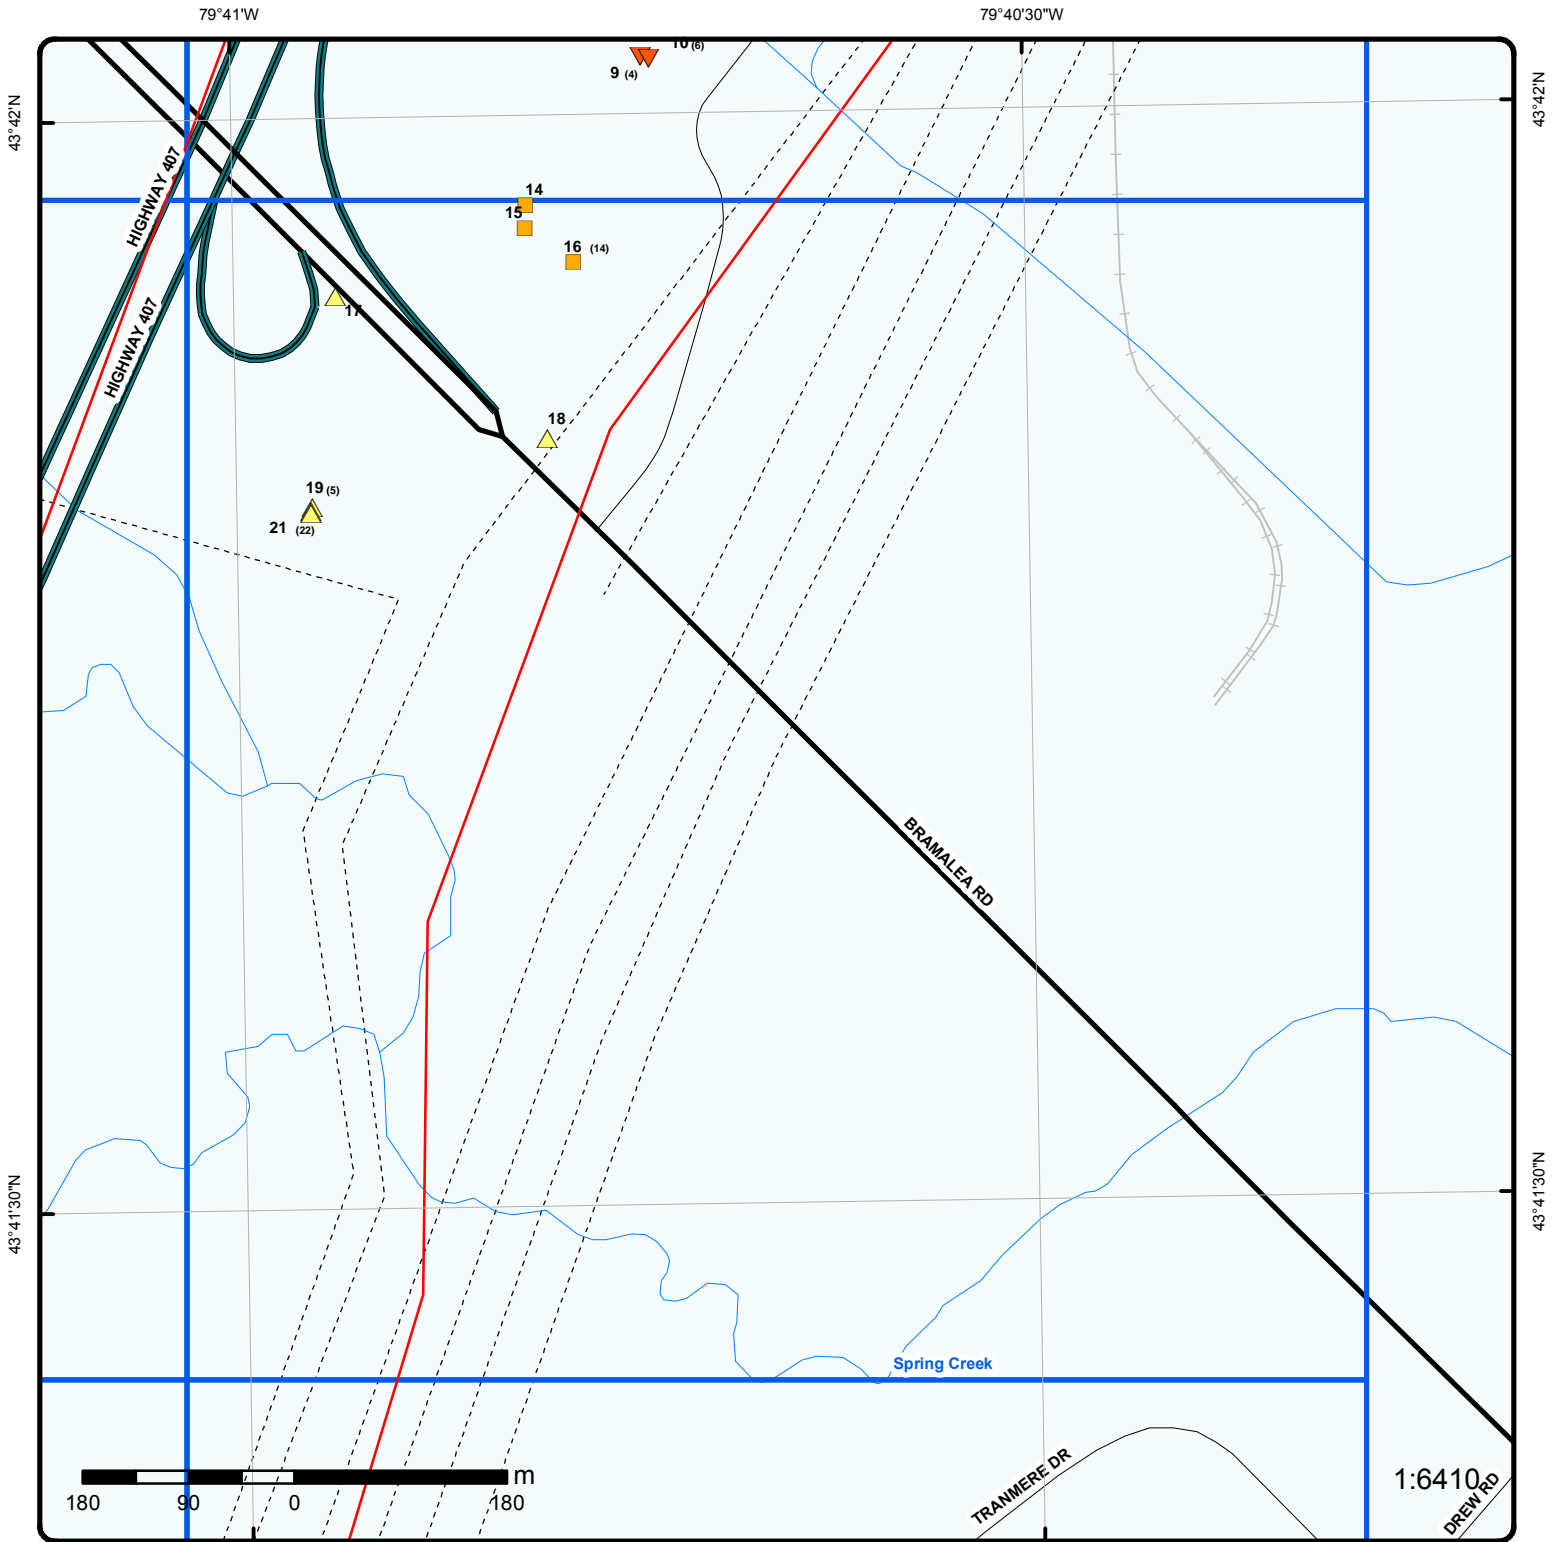 79°41'W
79°40'30"W
10 (6)
9 (4)
43°42'N
43°42'N
HIGHWAY 407
14
15
16 (14)
HIGHWAY 407
17
18
19 (5)
21 (22)
BRAMALEA RD
43°41'30"N
43°41'30"N
Spring Creek
TRANMERE DR
1:6410
DREW RD
m
180 90 0 180